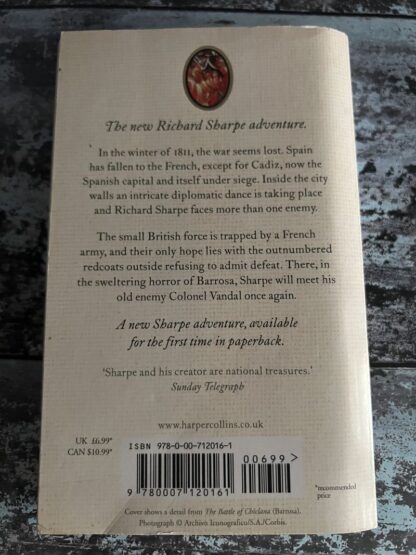 The new Richard Sharpe adventure.
In the winter of 1811, the war seems lost. Spain
has fallen to the French, except for Cadiz, now the
Spanish capital and itself under siege. Inside the city
walls an intricate diplomatic dance is taking place
and Richard Sharpe faces more than one enemy.
The small British force is trapped by a French
army, and their only hope lies with the outnumbered
redcoats outside refusing to admit defeat. There, in
the sweltering horror of Barrosa, Sharpe will meet his
old enemy Colonel Vandal once again.
A new Sharpe adventure, available
for the first time in paperback.
‘Sharpe and his creator are national treasures.’
Sunday Telegraph
www.harpercollins.co.uk
UK £6.99*
CAN $10.99*
ISBN 978-0-00-712016-1
00699 >
9 780007 120161
*recommended
price
Cover shows a detail from The Battle of Chiclana (Barrosa).
Photograph © Archivo Iconografico/S.A./Corbis.